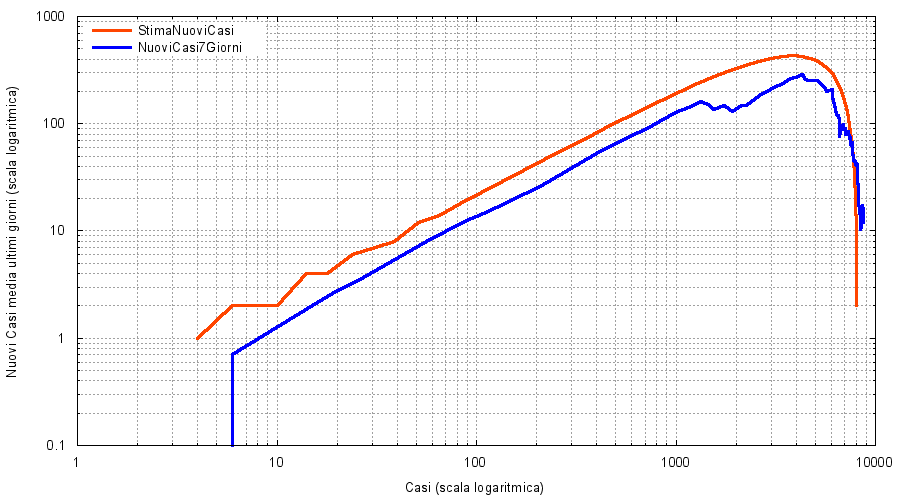 1000
100
10
1
0.1
StimaNuoviCasi
NuoviCasi7Giorni
Nuovi Casi media ultimi giorni (scala logaritmica)
1 10 100 1000 10000
Casi (scala logaritmica)